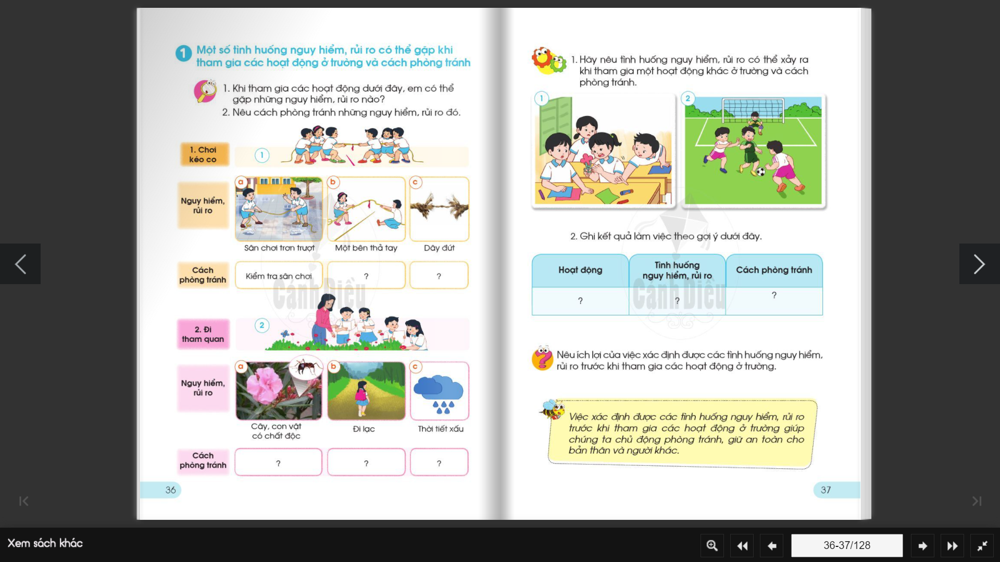 1 Một số tình huống nguy hiểm, rủi ro có thể gặp khi
tham gia các hoạt động ở trường và cách phòng tránh
1. Khi tham gia các hoạt động dưới đây, em có thể
gặp những nguy hiểm, rủi ro nào?
2. Nêu cách phòng tránh những nguy hiểm, rủi ro đó.
1. Chơi
kéo co
1
Nguy hiểm,
rủi ro
a
b
c
Sân chơi trơn trượt
Một bên thả tay
Dây đứt
Cách
phòng tránh
Kiểm tra sân chơi
?
?
Cánh Diều
2. Đi
tham quan
2
Nguy hiểm,
rủi ro
a
b
c
Cây, con vật
có chất độc
Đi lạc
Thời tiết xấu
Cách
phòng tránh
?
?
?
36
1. Hãy nêu tình huống nguy hiểm, rủi ro có thể xảy ra
khi tham gia một hoạt động khác ở trường và cách
phòng tránh.
1
2
2. Ghi kết quả làm việc theo gợi ý dưới đây.
Hoạt động
Tình huống
nguy hiểm, rủi ro
Cách phòng tránh
?
?
?
Cánh Diều
Nêu ích lợi của việc xác định được các tình huống nguy hiểm,
rủi ro trước khi tham gia các hoạt động ở trường.
Việc xác định được các tình huống nguy hiểm, rủi ro
trước khi tham gia các hoạt động ở trường giúp
chúng ta chủ động phòng tránh, giữ an toàn cho
bản thân và người khác.
37
Xem sách khác
36-37/128